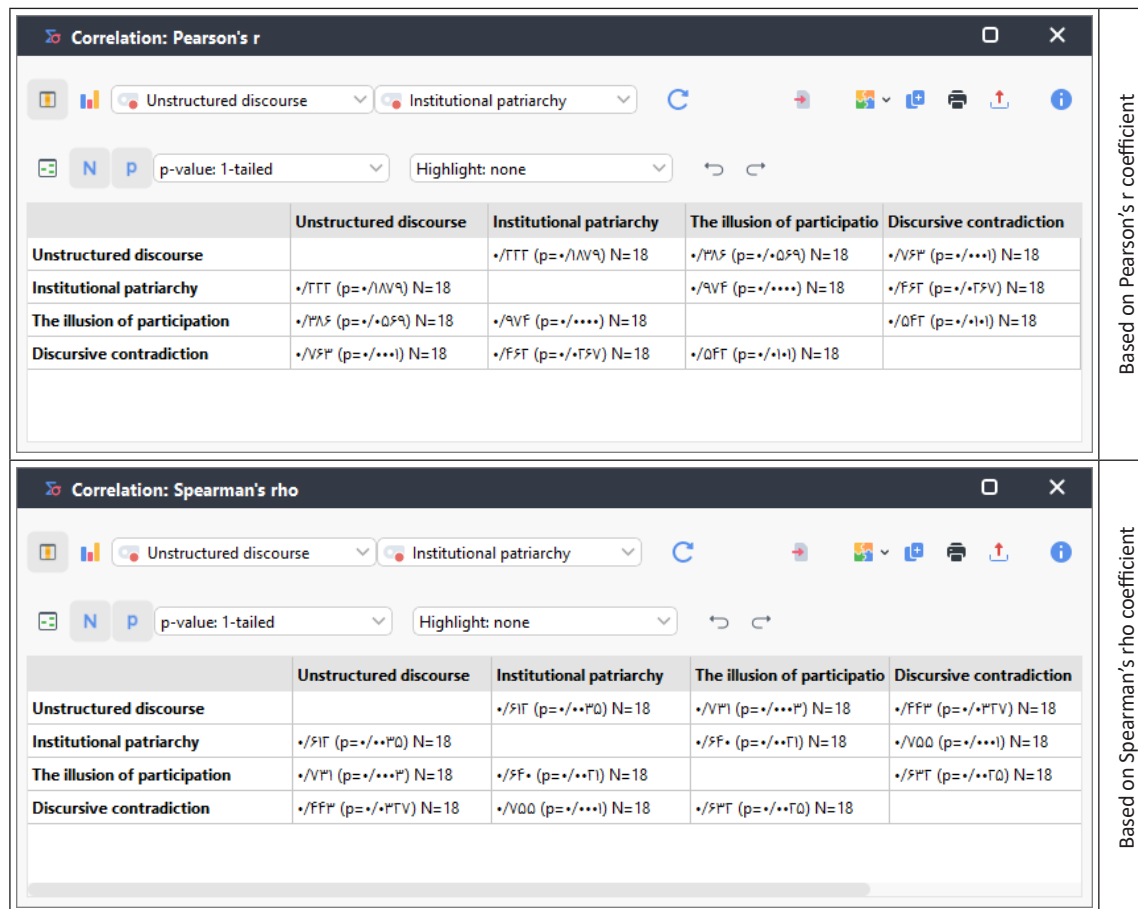 Correlation: Pearson's r
Unstructured discourse Institutional patriarchy
N p p-value: 1-tailed Highlight: none
Unstructured discourse Institutional patriarchy The illusion of participatio Discursive contradiction
Unstructured discourse ۰/۲۲۲ (p=۰/۱۸۷۹) N=18 ۰/۳۸۶ (p=۰/۰۵۶۹) N=18 ۰/۷۶۳ (p=۰/۰۰۰۱) N=18
Institutional patriarchy ۰/۲۲۲ (p=۰/۱۸۷۹) N=18 ۰/۹۷۴ (p=۰/۰۰۰۰) N=18 ۰/۴۶۲ (p=۰/۰۲۶۷) N=18
The illusion of participation ۰/۳۸۶ (p=۰/۰۵۶۹) N=18 ۰/۹۷۴ (p=۰/۰۰۰۰) N=18 ۰/۵۴۲ (p=۰/۰۱۰۱) N=18
Discursive contradiction ۰/۷۶۳ (p=۰/۰۰۰۱) N=18 ۰/۴۶۲ (p=۰/۰۲۶۷) N=18 ۰/۵۴۲ (p=۰/۰۱۰۱) N=18
Based on Pearson's r coefficient
Correlation: Spearman's rho
Unstructured discourse Institutional patriarchy
N p p-value: 1-tailed Highlight: none
Unstructured discourse Institutional patriarchy The illusion of participatio Discursive contradiction
Unstructured discourse ۰/۶۱۲ (p=۰/۰۰۳۵) N=18 ۰/۷۳۱ (p=۰/۰۰۰۳) N=18 ۰/۴۴۳ (p=۰/۰۳۲۷) N=18
Institutional patriarchy ۰/۶۱۲ (p=۰/۰۰۳۵) N=18 ۰/۶۴۰ (p=۰/۰۰۲۱) N=18 ۰/۷۵۵ (p=۰/۰۰۰۱) N=18
The illusion of participation ۰/۷۳۱ (p=۰/۰۰۰۳) N=18 ۰/۶۴۰ (p=۰/۰۰۲۱) N=18 ۰/۶۳۲ (p=۰/۰۰۲۵) N=18
Discursive contradiction ۰/۴۴۳ (p=۰/۰۳۲۷) N=18 ۰/۷۵۵ (p=۰/۰۰۰۱) N=18 ۰/۶۳۲ (p=۰/۰۰۲۵) N=18
Based on Spearman's rho coefficient